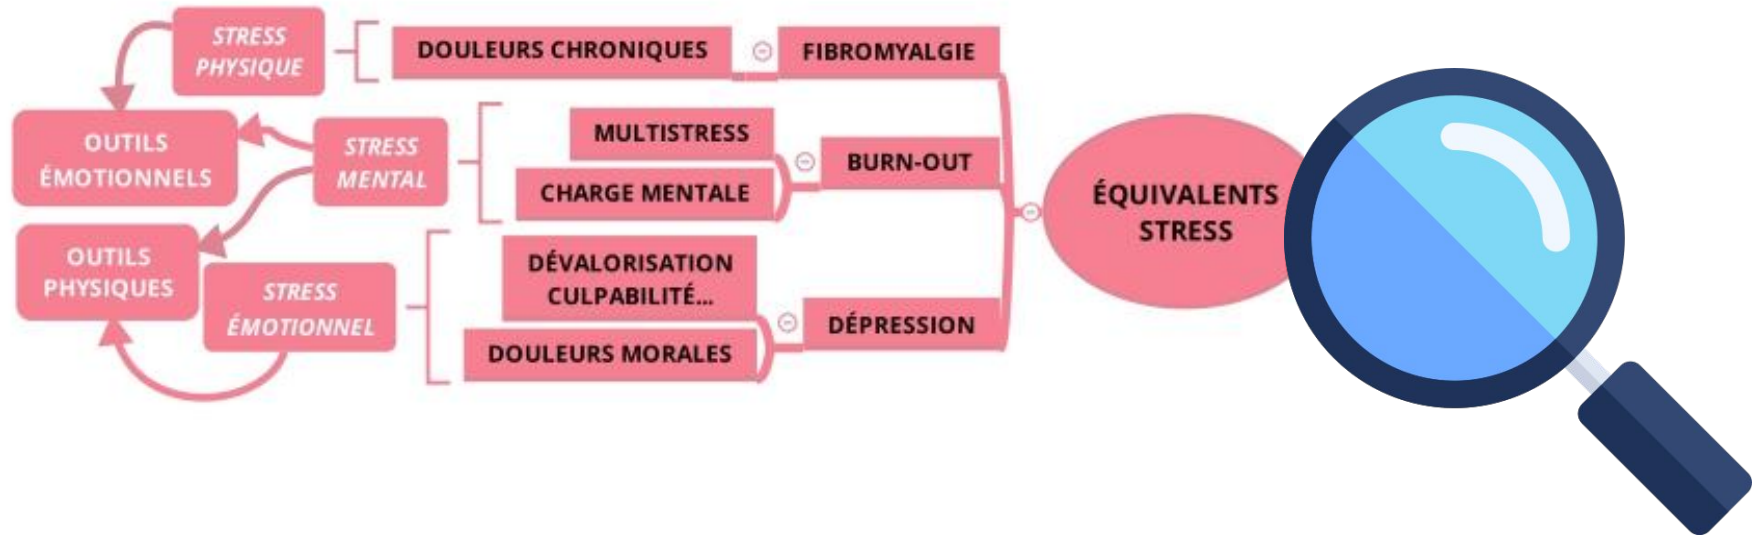 STRESS
PHYSIQUE
DOULEURS CHRONIQUES
FIBROMYALGIE
OUTILS
ÉMOTIONNELS
STRESS
MENTAL
MULTISTRESS
CHARGE MENTALE
BURN-OUT
ÉQUIVALENTS
STRESS
OUTILS
PHYSIQUES
STRESS
ÉMOTIONNEL
DÉVALORISATION
CULPABILITÉ...
DOULEURS MORALES
DÉPRESSION